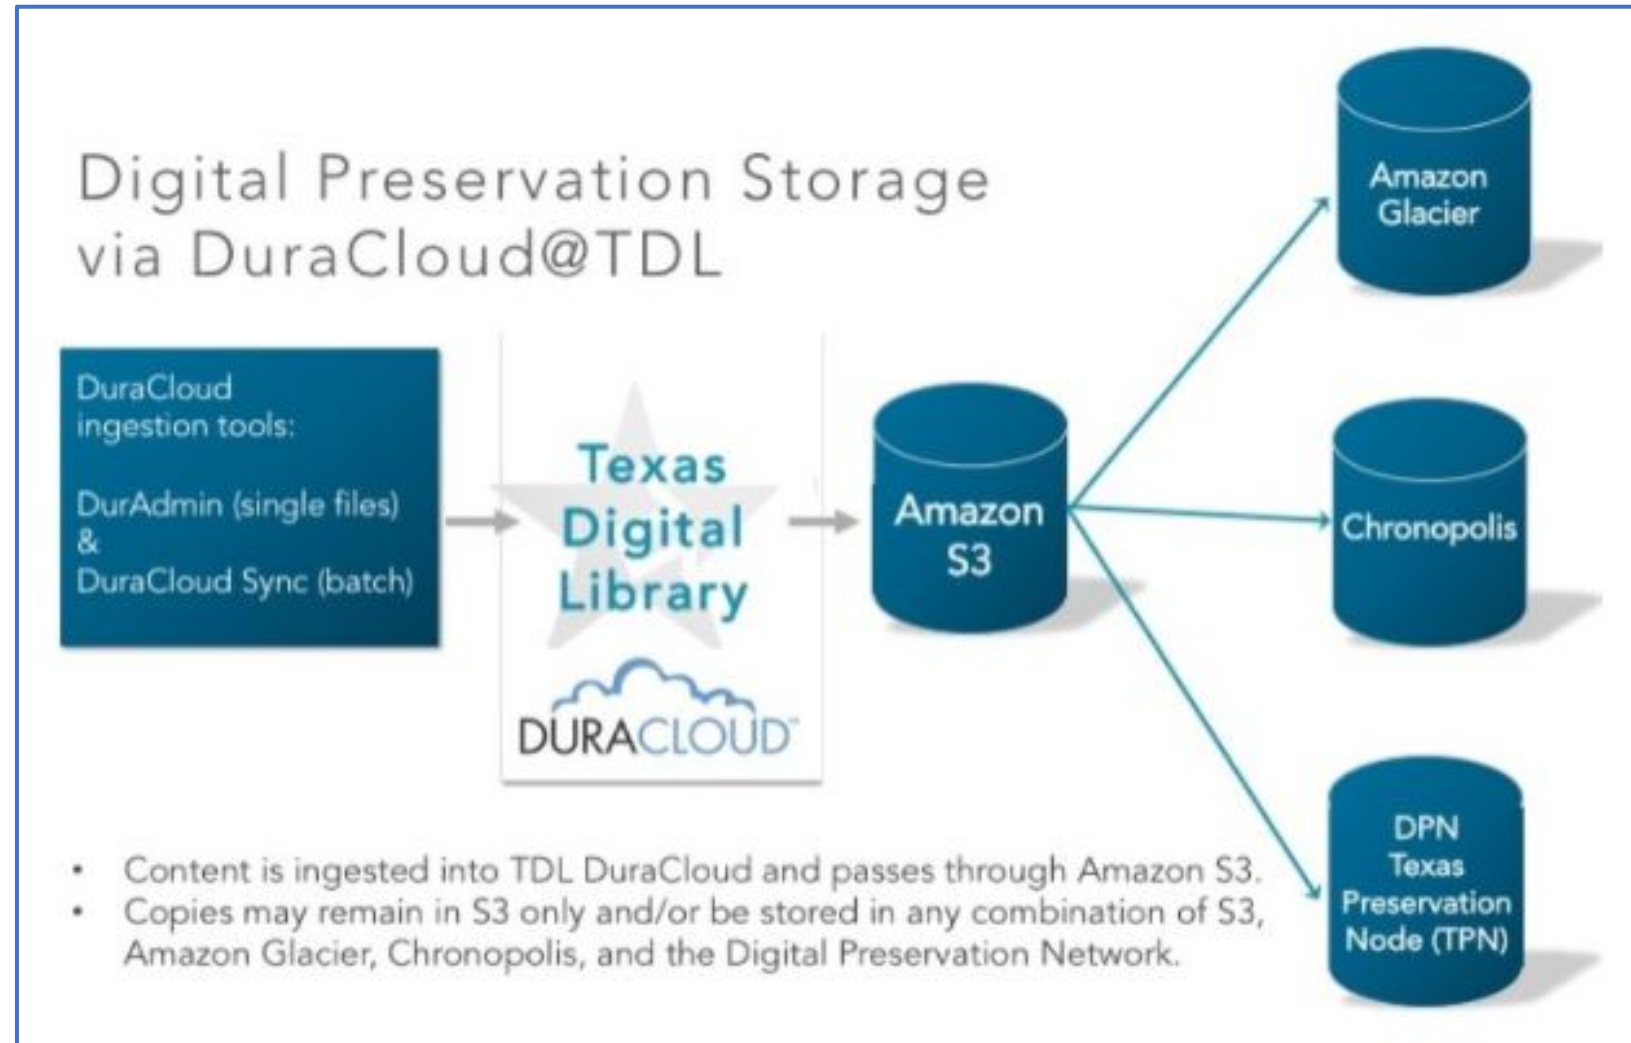 Digital Preservation Storage
via DuraCloud@TDL
DuraCloud
ingestion tools:
DurAdmin (single files)
&
DuraCloud Sync (batch)
Texas
Digital
Library
DURACLOUD™
Amazon
S3
Amazon
Glacier
Chronopolis
DPN
Texas
Preservation
Node (TPN)
• Content is ingested into TDL DuraCloud and passes through Amazon S3.
• Copies may remain in S3 only and/or be stored in any combination of S3,
Amazon Glacier, Chronopolis, and the Digital Preservation Network.